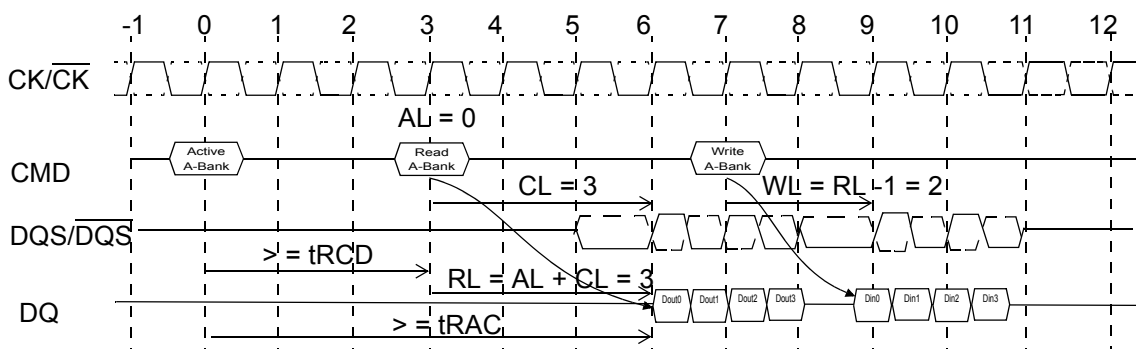 -1 0 1 2 3 4 5 6 7 8 9 10 11 12
CK/CK
AL = 0
Active
A-Bank
Read
A-Bank
Write
A-Bank
CMD
CL = 3
WL = RL -1 = 2
DQS/DQS
> = tRCD
RL = AL + CL = 3
DQ
Dout0 Dout1 Dout2 Dout3 Din0 Din1 Din2 Din3
> = tRAC